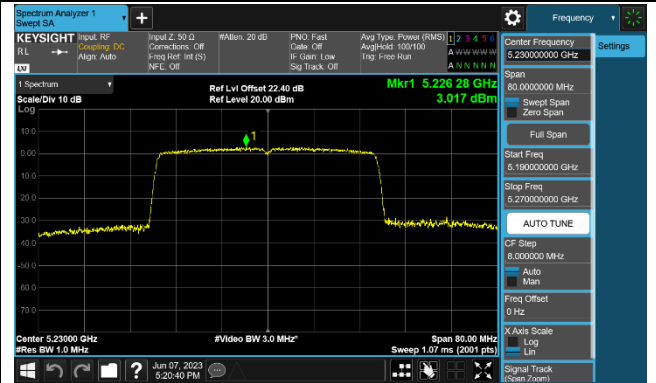 Spectrum Analyzer 1
Swept SA
Frequency
KEYSIGHT
RL
LXI
Input: RF
Coupling: DC
Align: Auto
Input Z: 50 Ω
Corrections: Off
Freq Ref: Int (S)
NFE: Off
#Atten: 20 dB
PNO: Fast
Gate: Off
IF Gain: Low
Sig Track: Off
Avg Type: Power (RMS)
Avg|Hold: 100/100
Trig: Free Run
1 2 3 4 5 6
A W W W W W
A N N N N N
1 Spectrum
Scale/Div 10 dB
Log
Ref Lvl Offset 22.40 dB
Ref Level 20.00 dBm
Mkr1 5.226 28 GHz
3.017 dBm
1
10.0
0.00
-10.0
-20.0
-30.0
-40.0
-50.0
-60.0
-70.0
Center 5.23000 GHz
#Res BW 1.0 MHz
#Video BW 3.0 MHz*
Span 80.00 MHz
Sweep 1.07 ms (2001 pts)
Jun 07, 2023
5:20:40 PM
Center Frequency
5.230000000 GHz
Settings
Span
80.0000000 MHz
Swept Span
Zero Span
Full Span
Start Freq
5.190000000 GHz
Stop Freq
5.270000000 GHz
AUTO TUNE
CF Step
8.000000 MHz
Auto
Man
Freq Offset
0 Hz
X Axis Scale
Log
Lin
Signal Track
(Span Zoom)